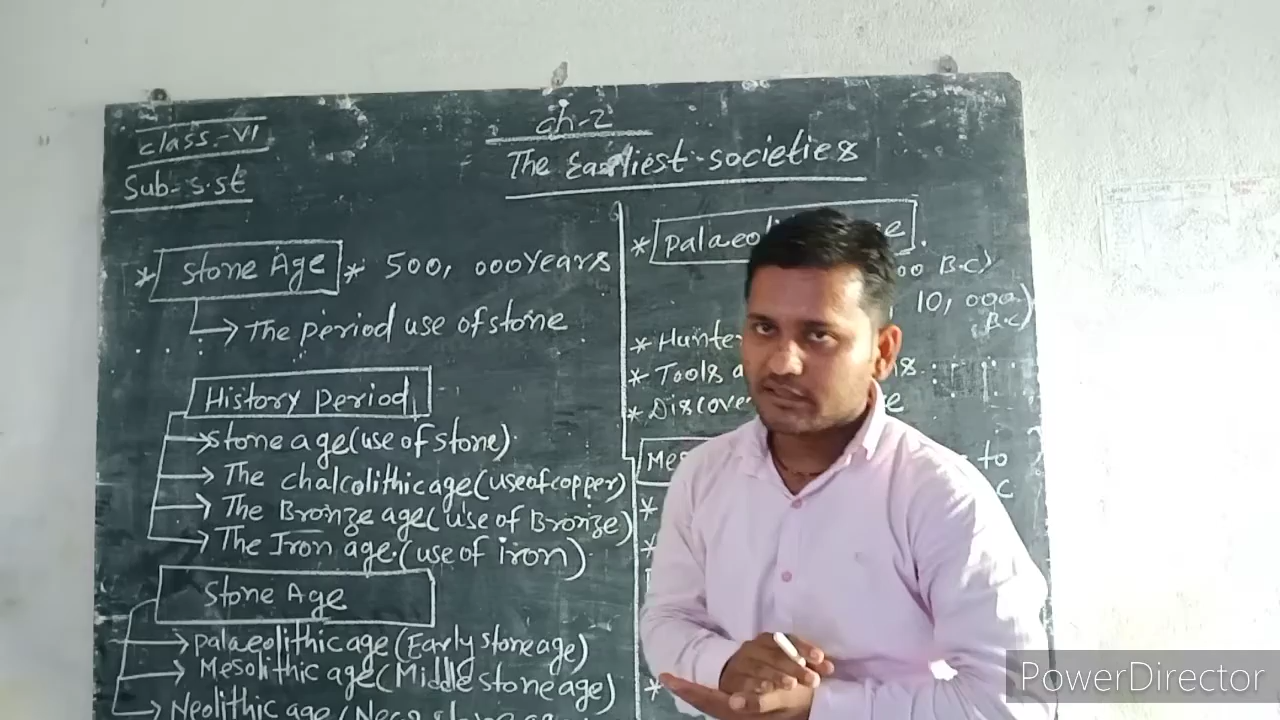 class-VI
Sub-S.st
ch-2
The Earliest-societies
* Stone Age * 500,000 Years
The period use of stone
History Period
stone age (use of stone)
The chalcolithic age (use of copper)
The Bronze age (use of Bronze)
The Iron age. (use of iron)
Stone Age
Palaeolithic age (Early stone age)
Mesolithic age (Middle stone age)
Neolithic age
* Palaeo
00 B.C)
10,000
B.C)
* Hunte
* Tools
* Discove
Mes
to
C
PowerDirector